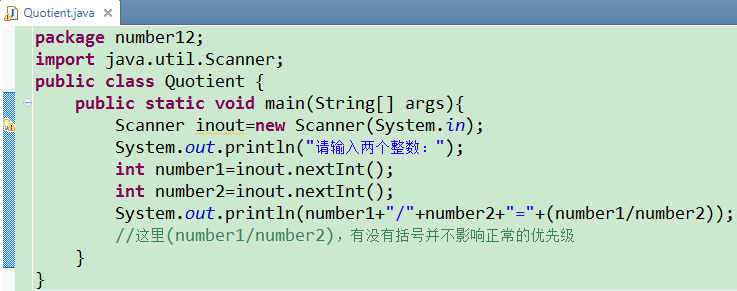 Quotient.java
package number12;
import java.util.Scanner;
public class Quotient {
    public static void main(String[] args){
        Scanner inout=new Scanner(System.in);
        System.out.println("请输入两个整数：");
        int number1=inout.nextInt();
        int number2=inout.nextInt();
        System.out.println(number1+"/"+number2+"="+(number1/number2));
        //这里(number1/number2)，有没有括号并不影响正常的优先级
    }
}